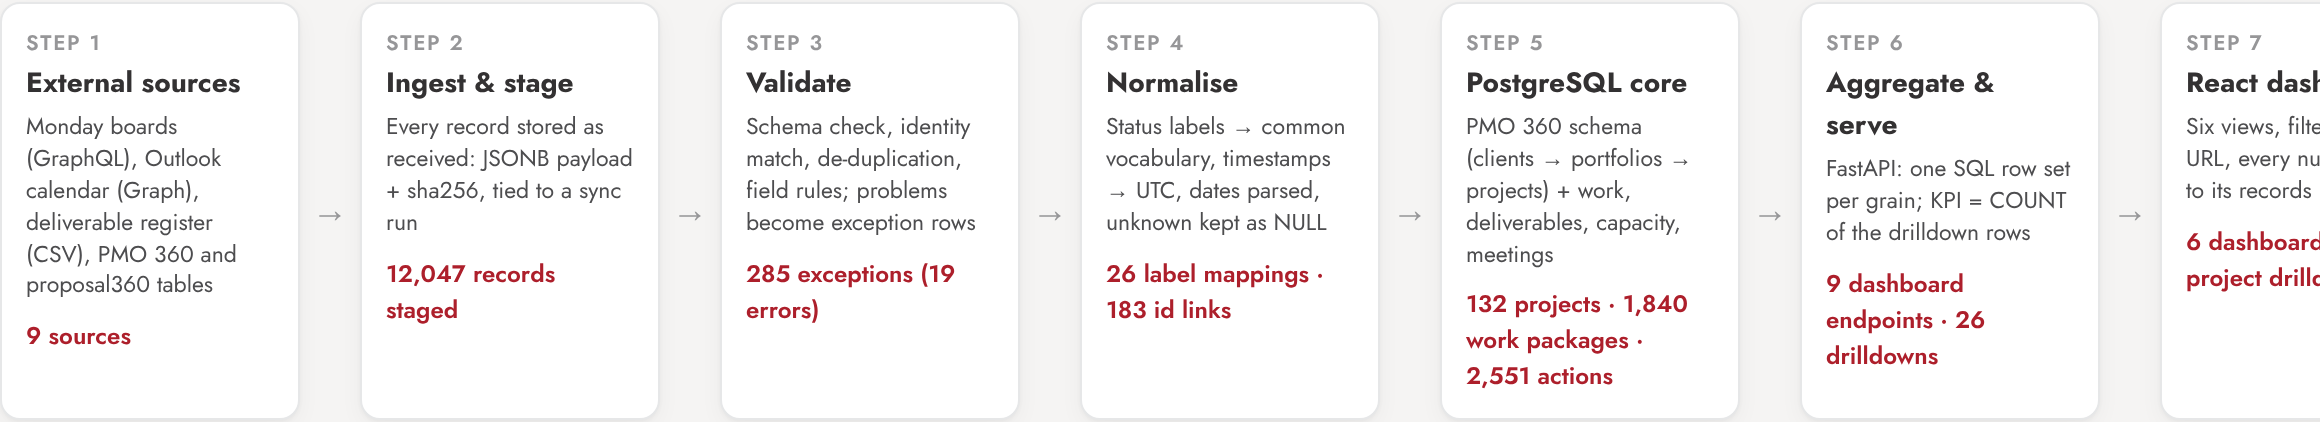 STEP 1
External sources
Monday boards
(GraphQL), Outlook
calendar (Graph),
deliverable register
(CSV), PMO 360 and
proposal360 tables
9 sources
→
STEP 2
Ingest & stage
Every record stored as
received: JSONB payload
+ sha256, tied to a sync
run
12,047 records
staged
→
STEP 3
Validate
Schema check, identity
match, de-duplication,
field rules; problems
become exception rows
285 exceptions (19
errors)
→
STEP 4
Normalise
Status labels → common
vocabulary, timestamps
→ UTC, dates parsed,
unknown kept as NULL
26 label mappings ·
183 id links
→
STEP 5
PostgreSQL core
PMO 360 schema
(clients → portfolios →
projects) + work,
deliverables, capacity,
meetings
132 projects · 1,840
work packages ·
2,551 actions
→
STEP 6
Aggregate &
serve
FastAPI: one SQL row set
per grain; KPI = COUNT
of the drilldown rows
9 dashboard
endpoints · 26
drilldowns
→
STEP 7
React
Six views,
URL, every
to its records
6 dashboard
project